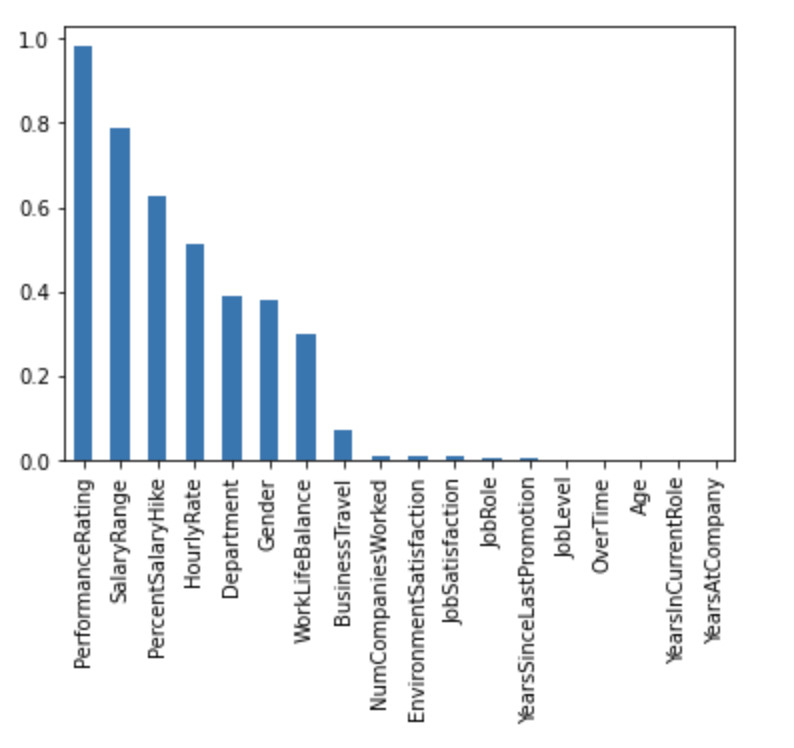 1.0
0.8
0.6
0.4
0.2
0.0
PerformanceRating
SalaryRange
PercentSalaryHike
HourlyRate
Department
Gender
WorkLifeBalance
BusinessTravel
NumCompaniesWorked
EnvironmentSatisfaction
JobSatisfaction
JobRole
YearsSinceLastPromotion
JobLevel
OverTime
Age
YearsInCurrentRole
YearsAtCompany